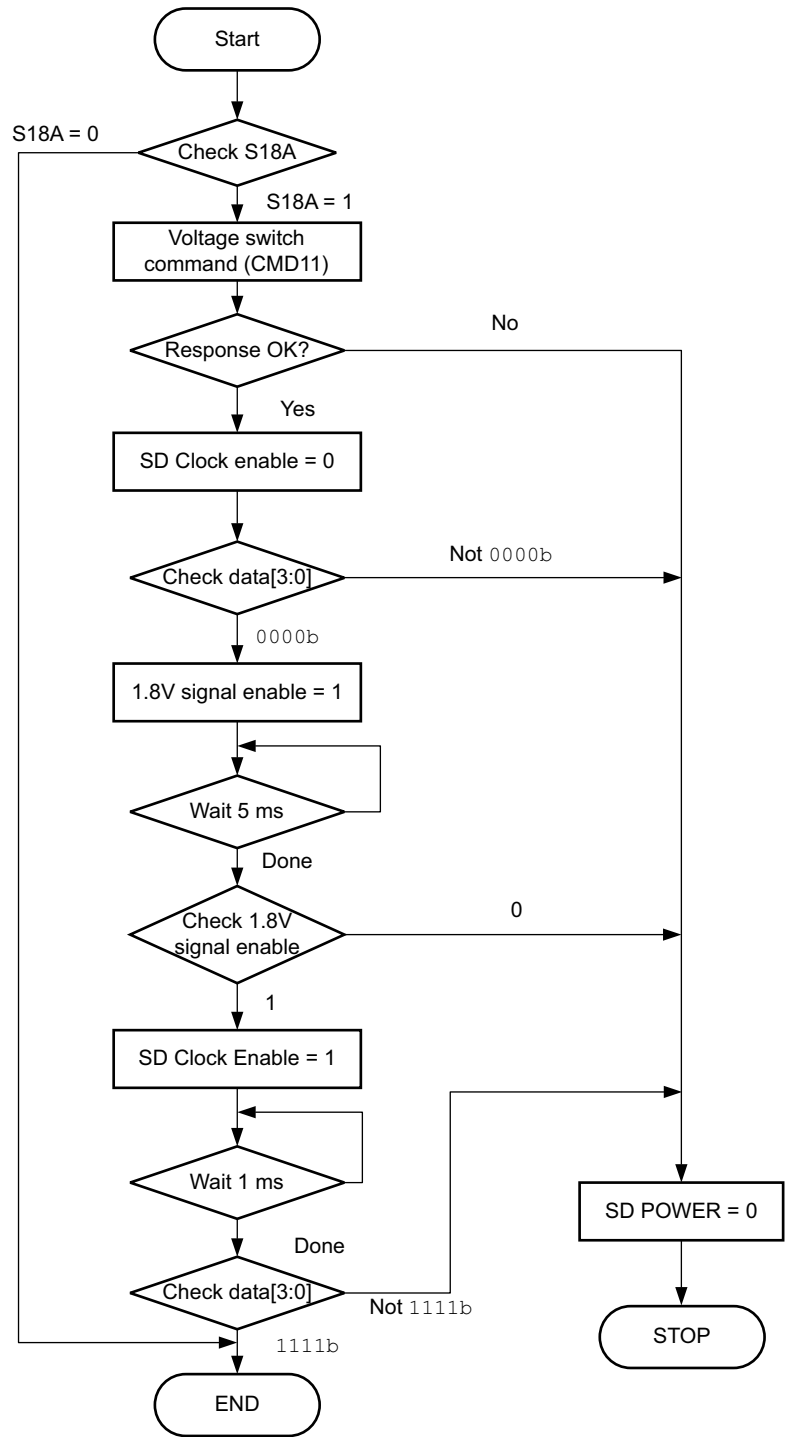 Start
S18A = 0
Check S18A
S18A = 1
Voltage switch
command (CMD11)
No
Response OK?
Yes
SD Clock enable = 0
Not 0000b
Check data[3:0]
0000b
1.8V signal enable = 1
Wait 5 ms
Done
0
Check 1.8V
signal enable
1
SD Clock Enable = 1
Wait 1 ms
SD POWER = 0
Done
Check data[3:0]
Not 1111b
1111b
STOP
END